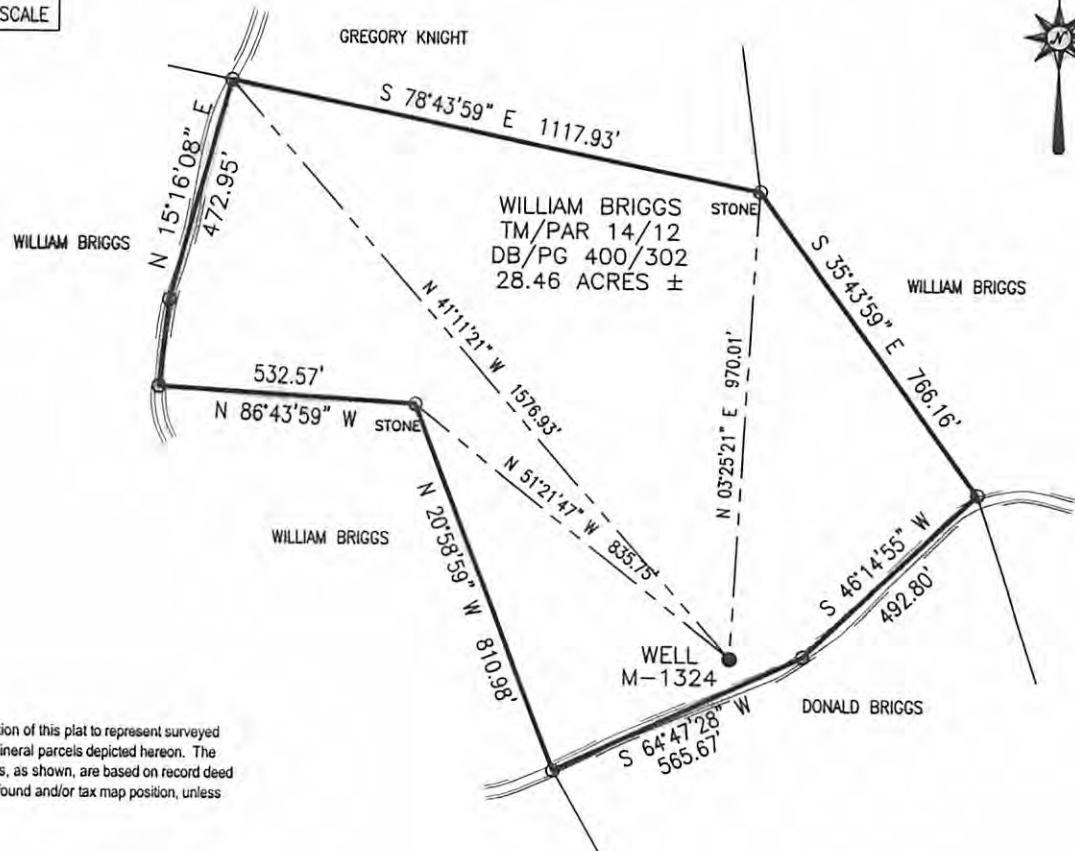 SCALE
GREGORY KNIGHT
N
S 78°43'59" E 1117.93'
N 15°16'08" E
472.95'
WILLIAM BRIGGS
WILLIAM BRIGGS
TM/PAR 14/12
DB/PG 400/302
28.46 ACRES ±
STONE
S 35°43'59" E 766.16'
WILLIAM BRIGGS
N 41°11'21" W 1576.93'
N 03°25'21" E 970.01'
532.57'
N 86°43'59" W
STONE
N 51°21'47" W 835.75'
WILLIAM BRIGGS
N 20°58'59" W 810.98'
S 46°14'55" W
492.80'
WELL
M-1324
DONALD BRIGGS
S 64°47'28" W
565.67'
tion of this plat to represent surveyed
ineral parcels depicted hereon. The
s, as shown, are based on record deed
ound and/or tax map position, unless